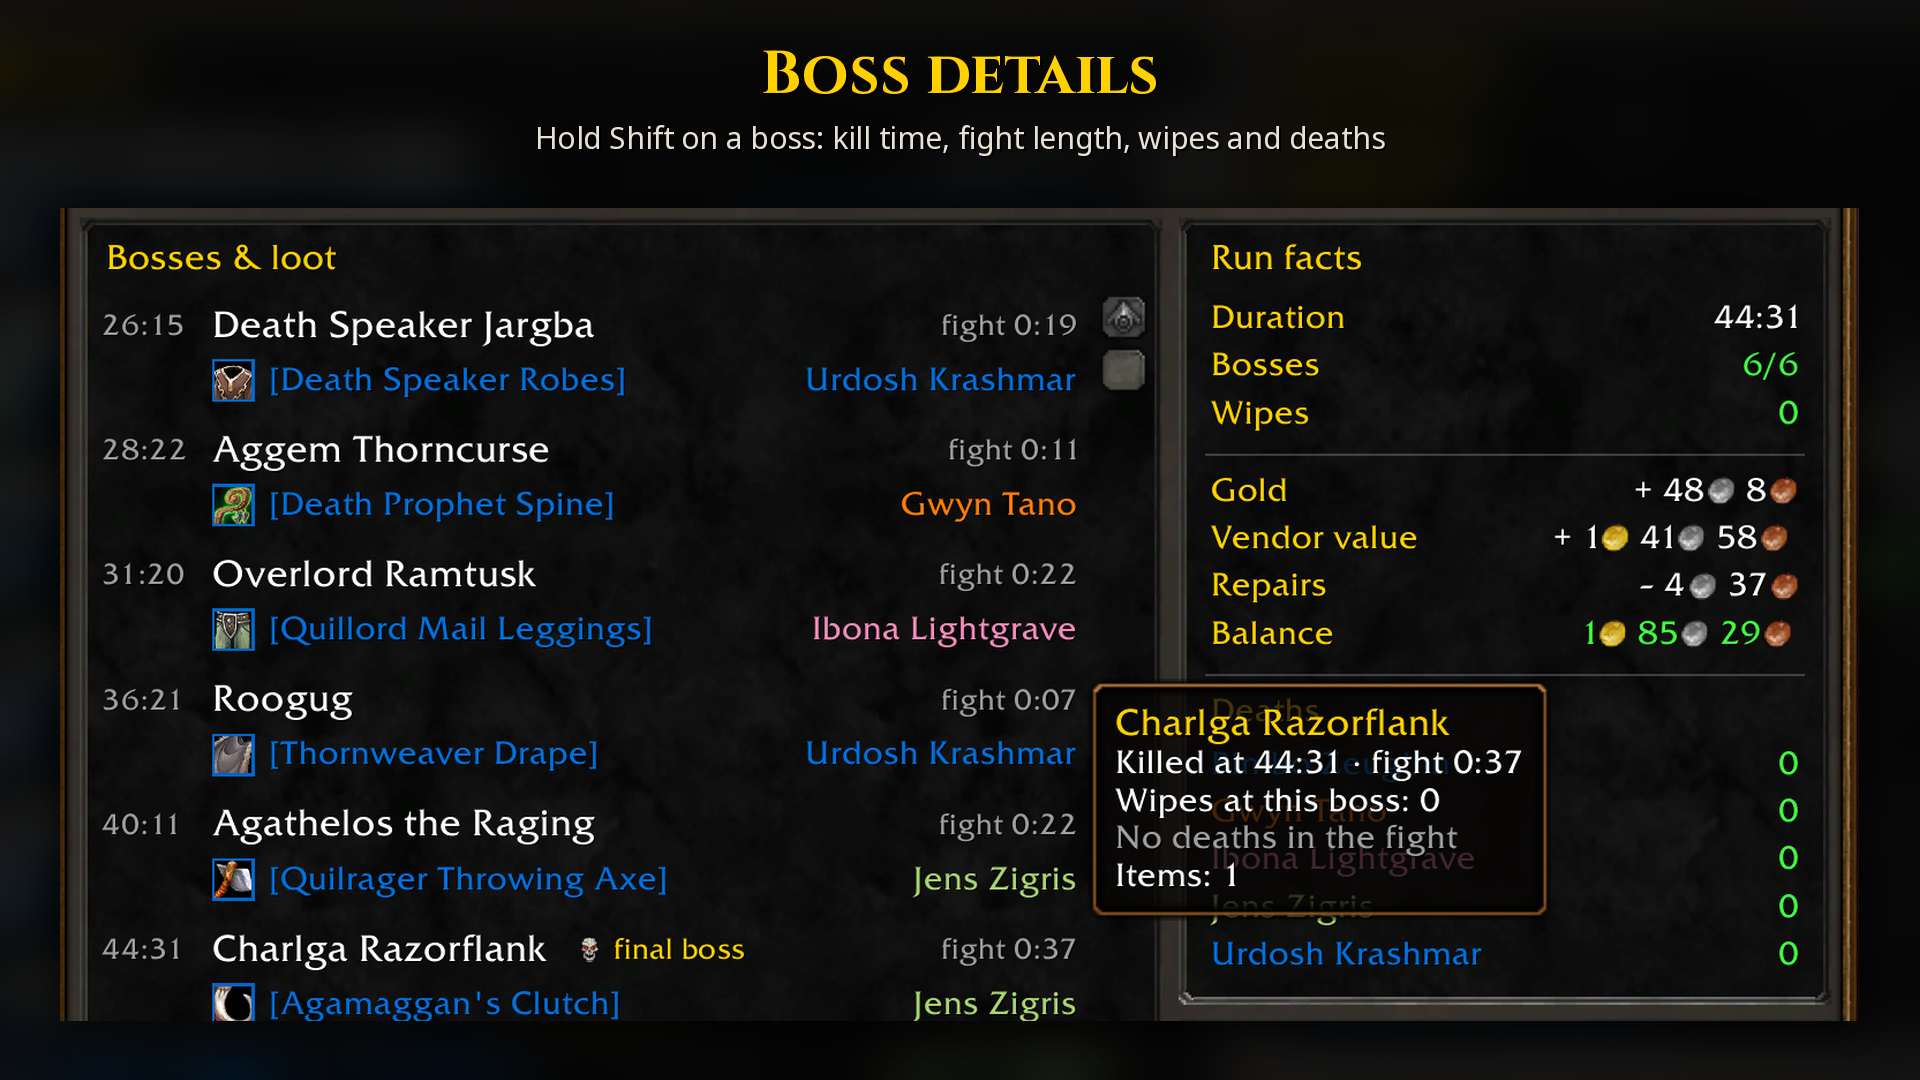 Boss details
Hold Shift on a boss: kill time, fight length, wipes and deaths
Bosses & loot
26:15 Death Speaker Jargba fight 0:19
[Death Speaker Robes] Urdosh Krashmar
28:22 Aggem Thorncurse fight 0:11
[Death Prophet Spine] Gwyn Tano
31:20 Overlord Ramtusk fight 0:22
[Quillord Mail Leggings] Ibona Lightgrave
36:21 Roogug fight 0:07
[Thornweaver Drape] Urdosh Krashmar
40:11 Agathelos the Raging fight 0:22
[Quilrager Throwing Axe] Jens Zigris
44:31 Charlga Razorflank final boss fight 0:37
[Agamaggan's Clutch] Jens Zigris
Run facts
Duration 44:31
Bosses 6/6
Wipes 0
Gold + 48 8
Vendor value + 1 41 58
Repairs - 4 37
Balance 1 85 29
Deaths
Charlga Razorflank
Killed at 44:31 · fight 0:37
Wipes at this boss: 0
No deaths in the fight
Items: 1
0
Gwyn Tano 0
Ibona Lightgrave 0
Jens Zigris 0
Urdosh Krashmar 0